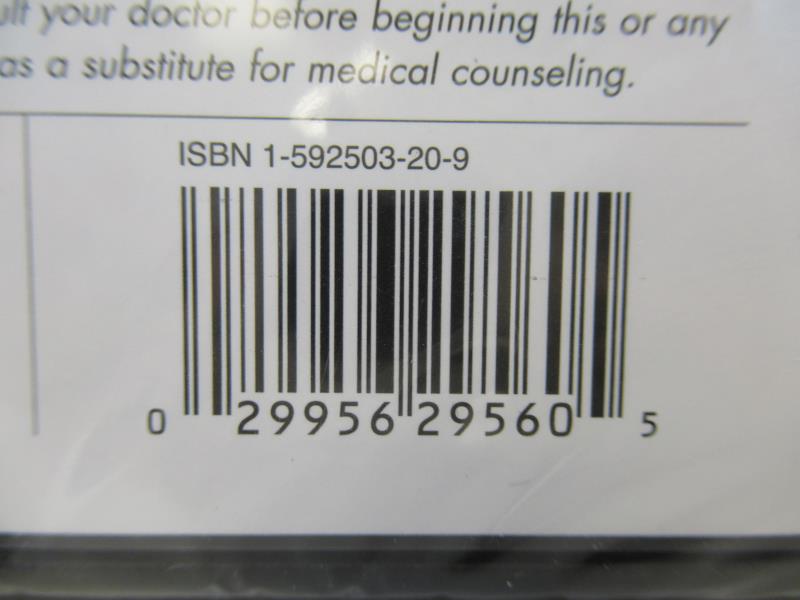 your doctor before beginning this or any
as a substitute for medical counseling.
ISBN 1-592503-20-9
0 29956 29560 5